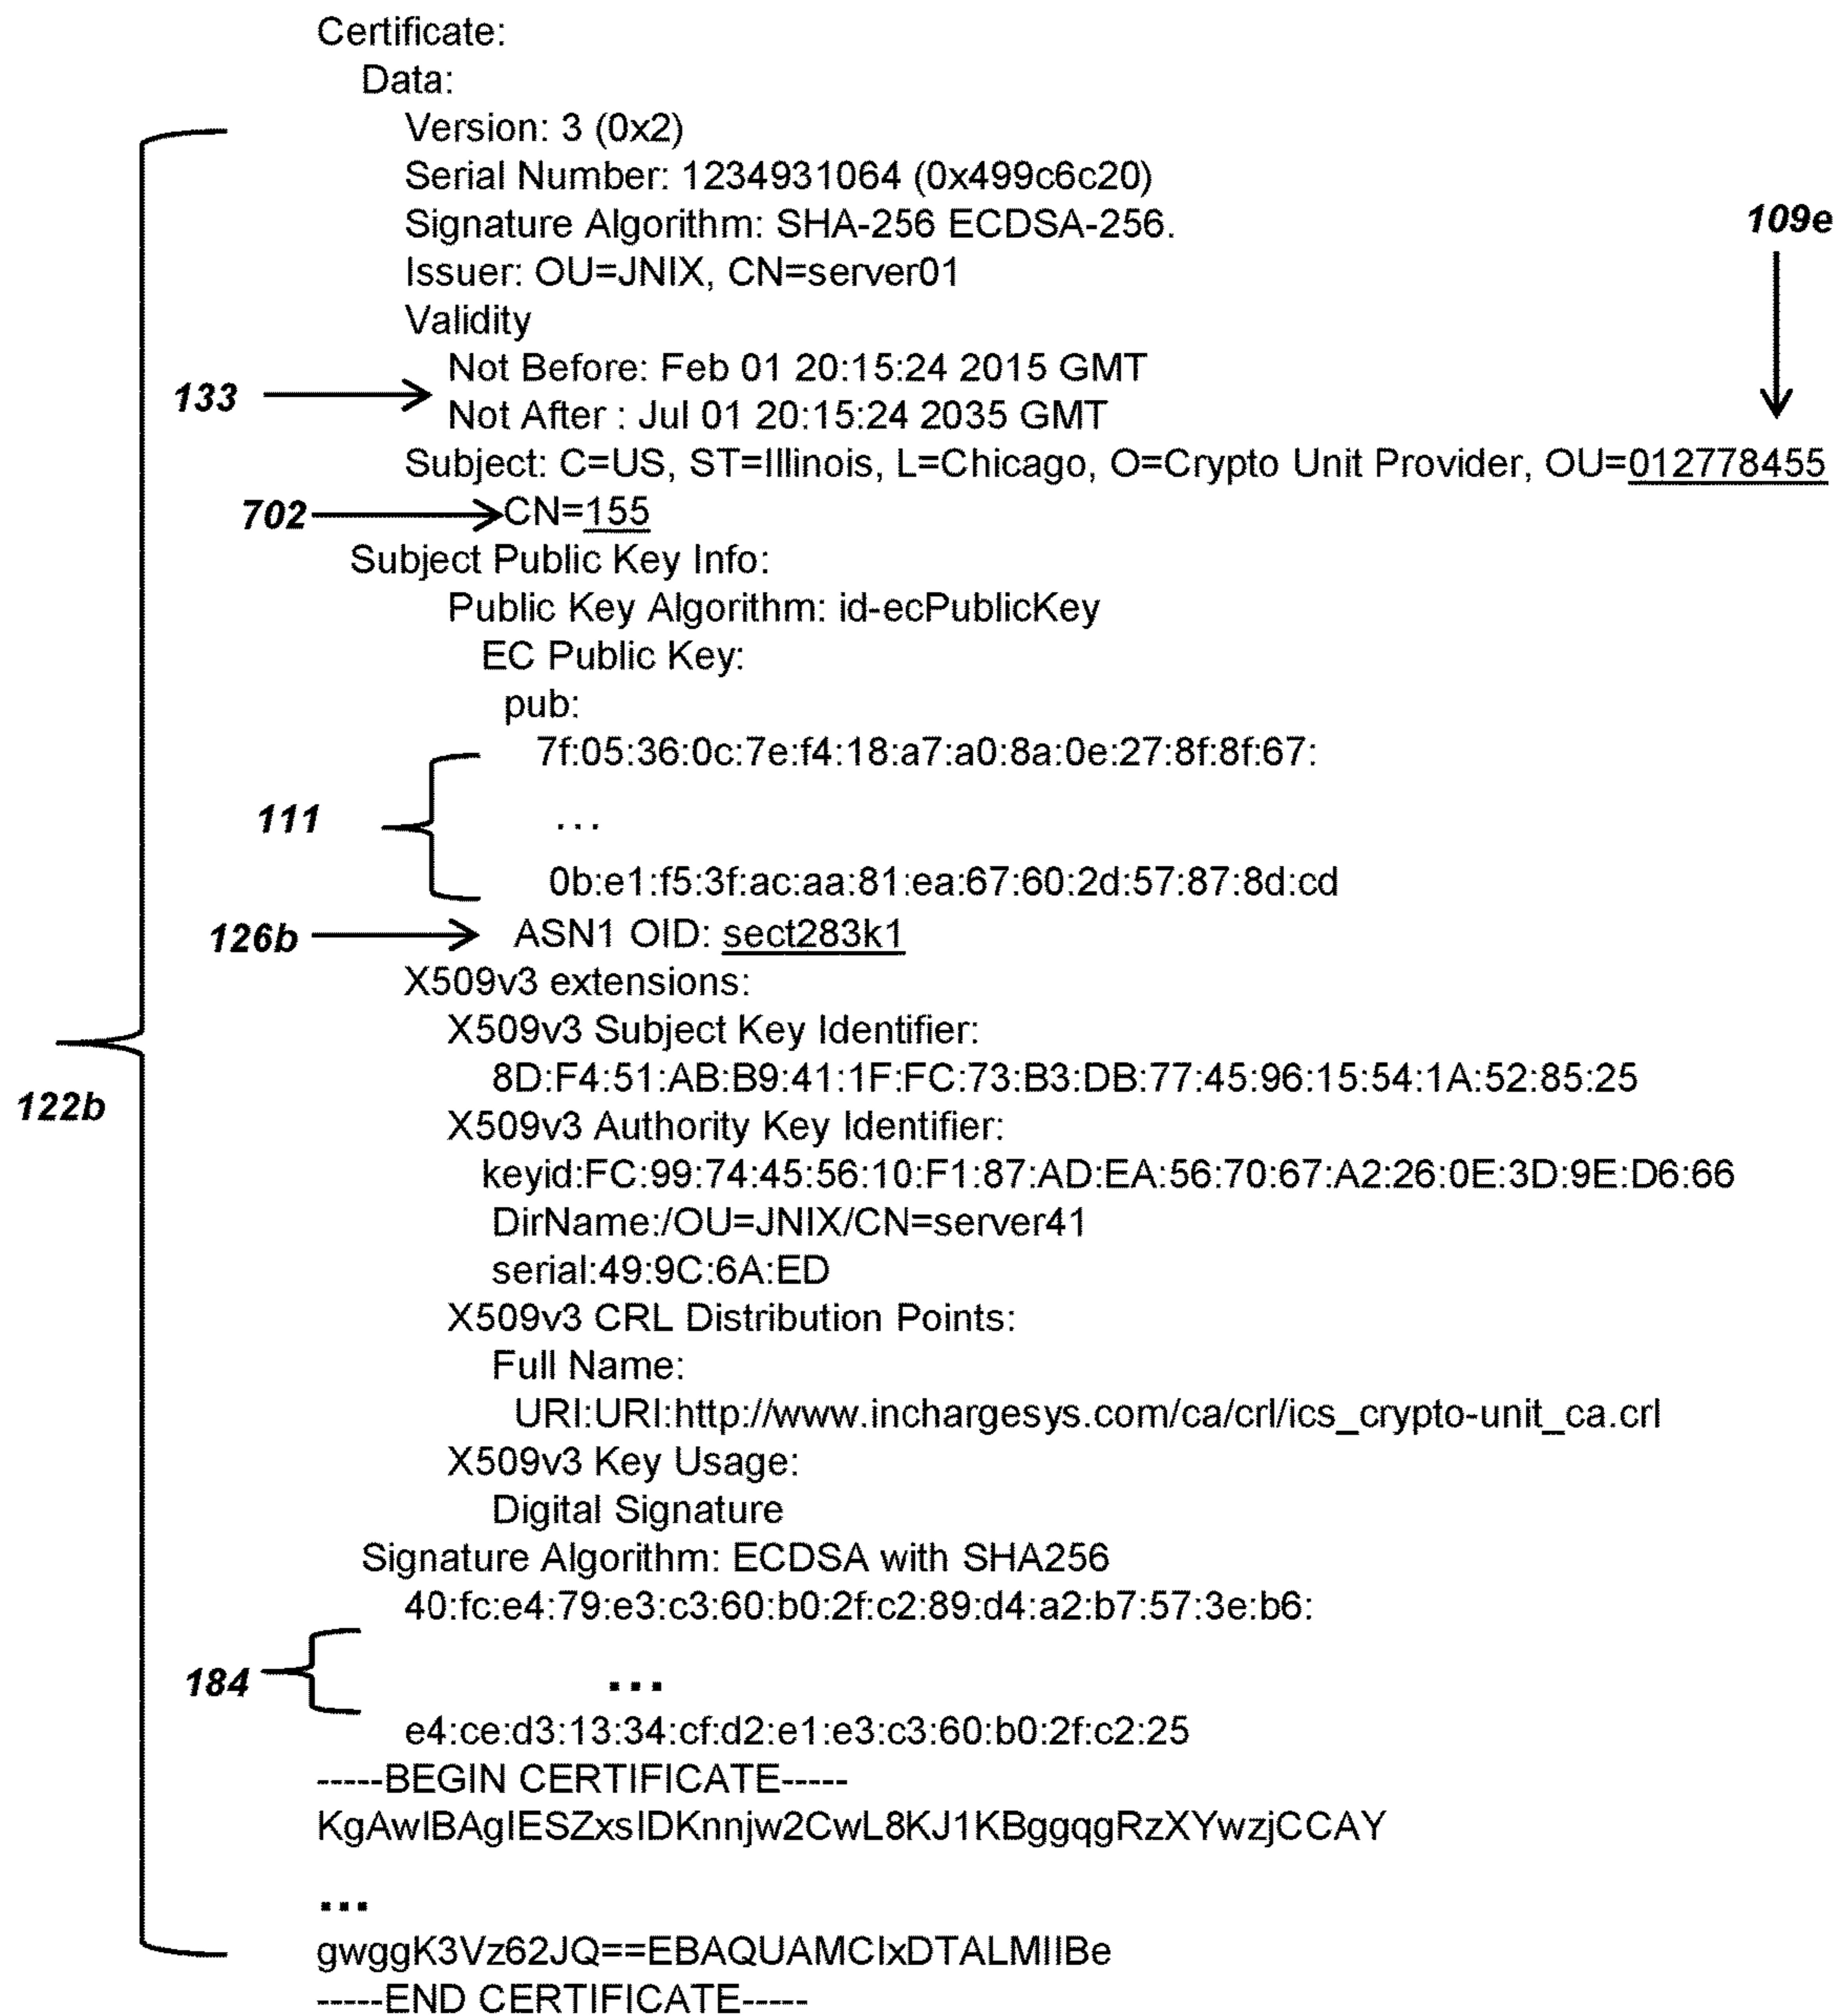 Certificate:
Data:
Version: 3 (0x2)
Serial Number: 1234931064 (0x499c6c20)
Signature Algorithm: SHA-256 ECDSA-256.
109e
Issuer: OU=JNIX, CN=server01
Validity
Not Before: Feb 01 20:15:24 2015 GMT
133
Not After : Jul 01 20:15:24 2035 GMT
Subject: C=US, ST=Illinois, L=Chicago, O=Crypto Unit Provider, OU=012778455
702 CN=155
Subject Public Key Info:
Public Key Algorithm: id-ecPublicKey
EC Public Key:
pub:
7f:05:36:0c:7e:f4:18:a7:a0:8a:0e:27:8f:8f:67:
111 ...
0b:e1:f5:3f:ac:aa:81:ea:67:60:2d:57:87:8d:cd
126b ASN1 OID: sect283k1
X509v3 extensions:
X509v3 Subject Key Identifier:
8D:F4:51:AB:B9:41:1F:FC:73:B3:DB:77:45:96:15:54:1A:52:85:25
122b
X509v3 Authority Key Identifier:
keyid:FC:99:74:45:56:10:F1:87:AD:EA:56:70:67:A2:26:0E:3D:9E:D6:66
DirName:/OU=JNIX/CN=server41
serial:49:9C:6A:ED
X509v3 CRL Distribution Points:
Full Name:
URI:URI:http://www.inchargesys.com/ca/crl/ics_crypto-unit_ca.crl
X509v3 Key Usage:
Digital Signature
Signature Algorithm: ECDSA with SHA256
40:fc:e4:79:e3:c3:60:b0:2f:c2:89:d4:a2:b7:57:3e:b6:
184 ...
e4:ce:d3:13:34:cf:d2:e1:e3:c3:60:b0:2f:c2:25
-----BEGIN CERTIFICATE-----
KgAwIBAgIESZxsIDKnnjw2CwL8KJ1KBggqgRzXYwzjCCAY
...
gwggK3Vz62JQ==EBAQUAMCIxDTALMIIBe
-----END CERTIFICATE-----